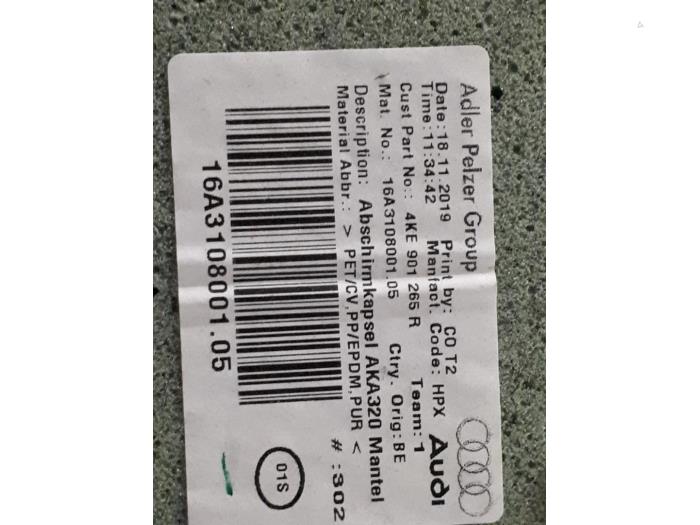 Adler Pelzer Group
Date:18.11.2019 Print by: CO T2
Time:11:34:42 Manfact. Code: HPX
Audi
Cust Part No.: 4KE 901 265 R Team:1
Mat. No.: 16A3108001.05 Ctry. Orig:BE
Description: Abschirmkapsel AKA320 Mantel
Material Abbr.: > PET/CV,PP/EPDM,PUR < #:302
16A3108001.05
01S